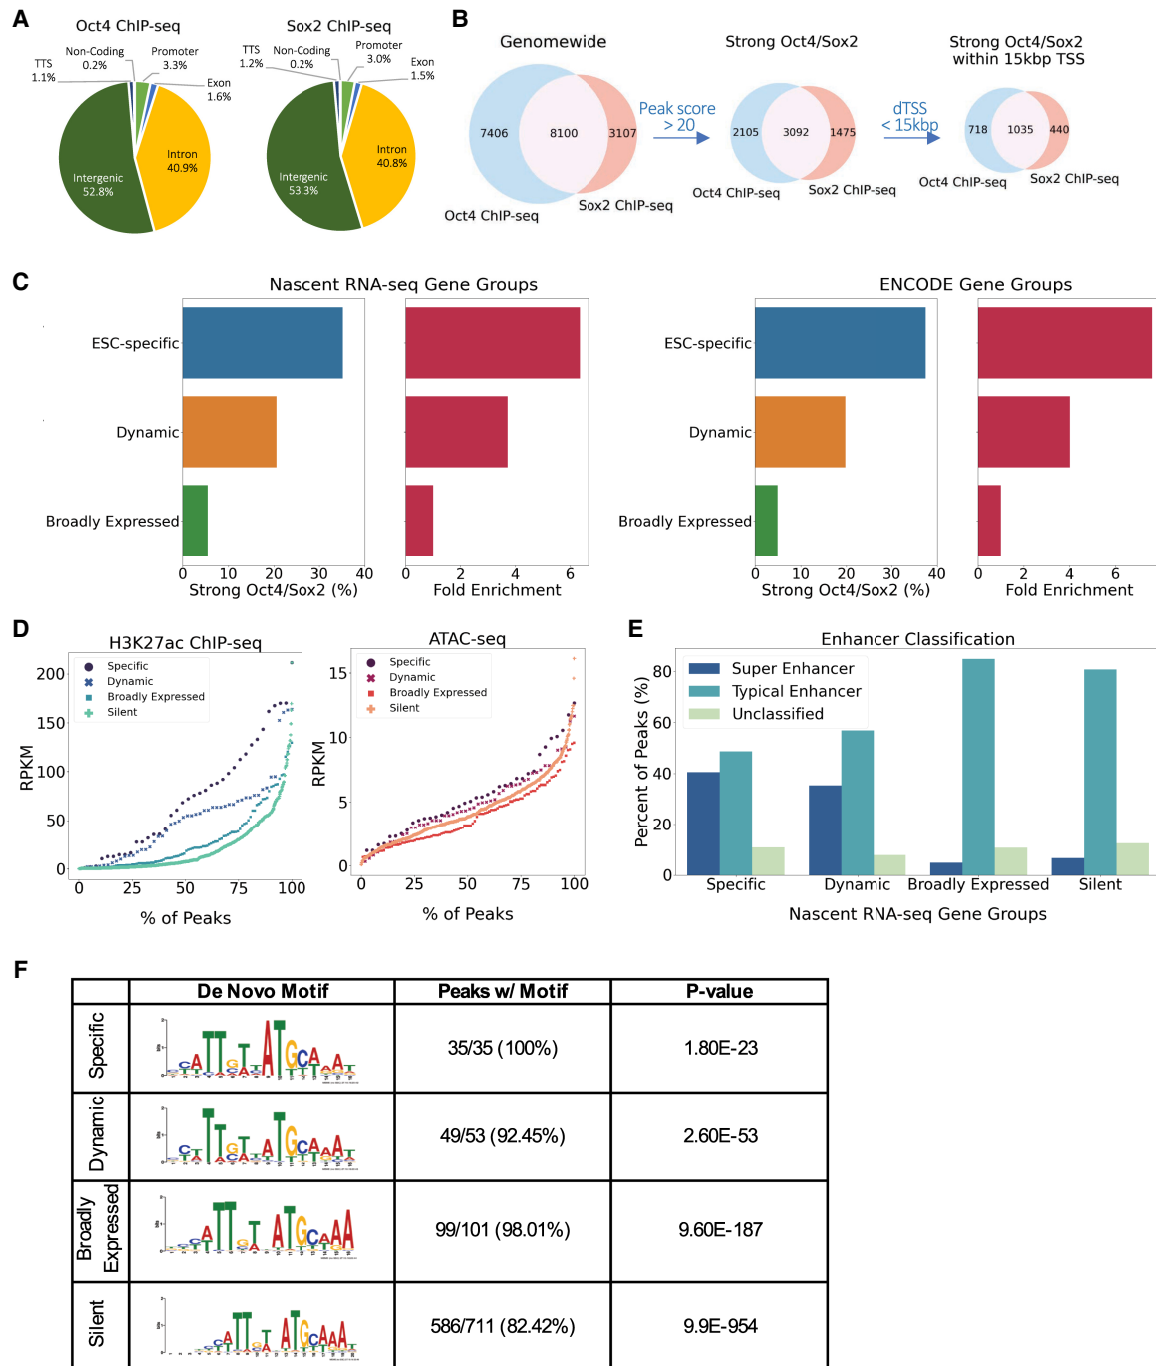 A
Oct4 ChIP-seq
Sox2 ChIP-seq
TTS
1.1%
Non-Coding
0.2%
Promoter
3.3%
Exon
1.6%
Intron
40.9%
Intergenic
52.8%
TTS
1.2%
Non-Coding
0.1%
Promoter
3.0%
Exon
1.5%
Intron
40.8%
Intergenic
53.3%
B
Genomewide
7406 8100 3107
Oct4 ChIP-seq
Sox2 ChIP-seq
Peak score
> 20
Strong Oct4/Sox2
2105 3092 1475
Oct4 ChIP-seq
Sox2 ChIP-seq
dTSS
< 15kbp
Strong Oct4/Sox2
within 15kbp TSS
718 1035 440
Oct4 ChIP-seq
Sox2 ChIP-seq
C
Nascent RNA-seq Gene Groups
ESC-specific
Dynamic
Broadly Expressed
0 10 20 30 40
Strong Oct4/Sox2 (%)
0 2 4 6
Fold Enrichment
ENCODE Gene Groups
ESC-specific
Dynamic
Broadly Expressed
0 10 20 30 40
Strong Oct4/Sox2 (%)
0 2 4 6
Fold Enrichment
D
H3K27ac ChIP-seq
Specific
Dynamic
Broadly Expressed
Silent
RPKM
200
150
100
50
0
0 25 50 75 100
% of Peaks
ATAC-seq
Specific
Dynamic
Broadly Expressed
Silent
RPKM
15
10
5
0
0 25 50 75 100
% of Peaks
E
Enhancer Classification
Super Enhancer
Typical Enhancer
Unclassified
Percent of Peaks (%)
80
60
40
20
0
Specific Dynamic Broadly Expressed Silent
Nascent RNA-seq Gene Groups
F
De Novo Motif Peaks w/ Motif P-value
Specific 35/35 (100%) 1.80E-23
Dynamic 49/53 (92.45%) 2.60E-53
Broadly
Expressed
99/101 (98.01%) 9.60E-187
Silent 586/711 (82.42%) 9.9E-954